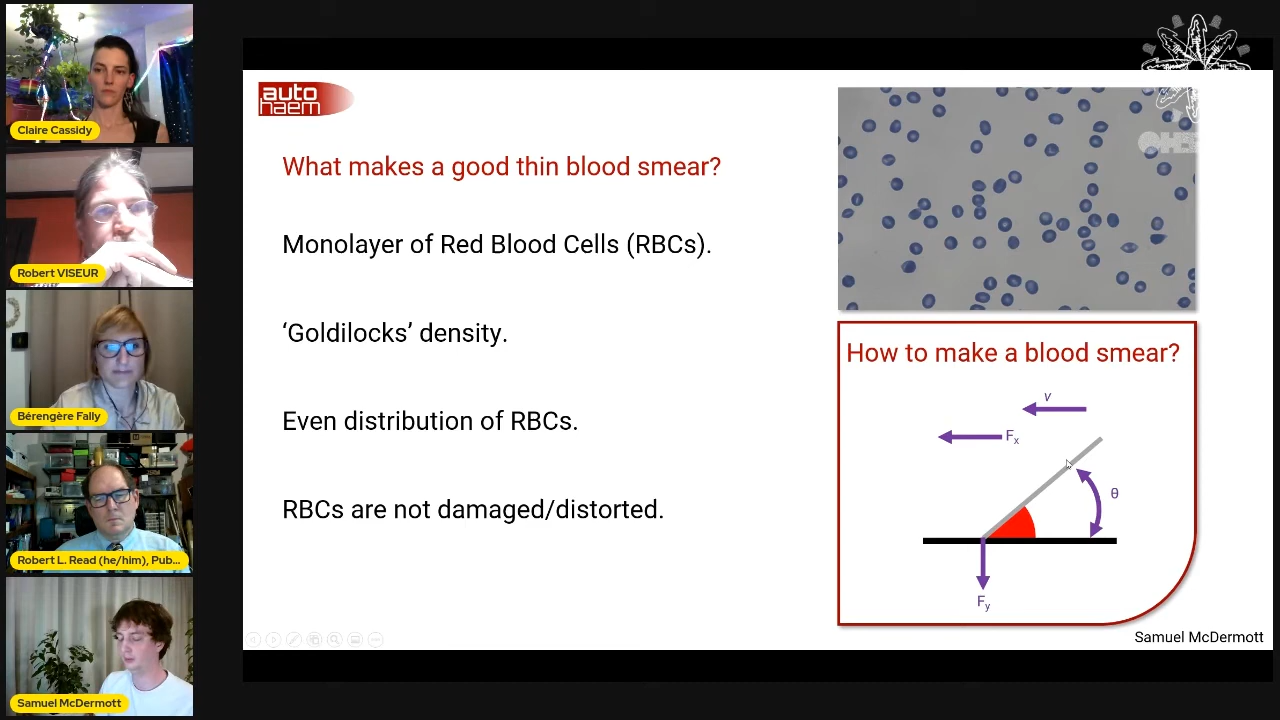 Claire Cassidy
Robert VISEUR
Bérengère Fally
Robert L. Read (he/him), Pub...
Samuel McDermott
auto
haem
What makes a good thin blood smear?
Monolayer of Red Blood Cells (RBCs).
‘Goldilocks’ density.
Even distribution of RBCs.
RBCs are not damaged/distorted.
How to make a blood smear?
v
Fx
θ
Fy
Samuel McDermott